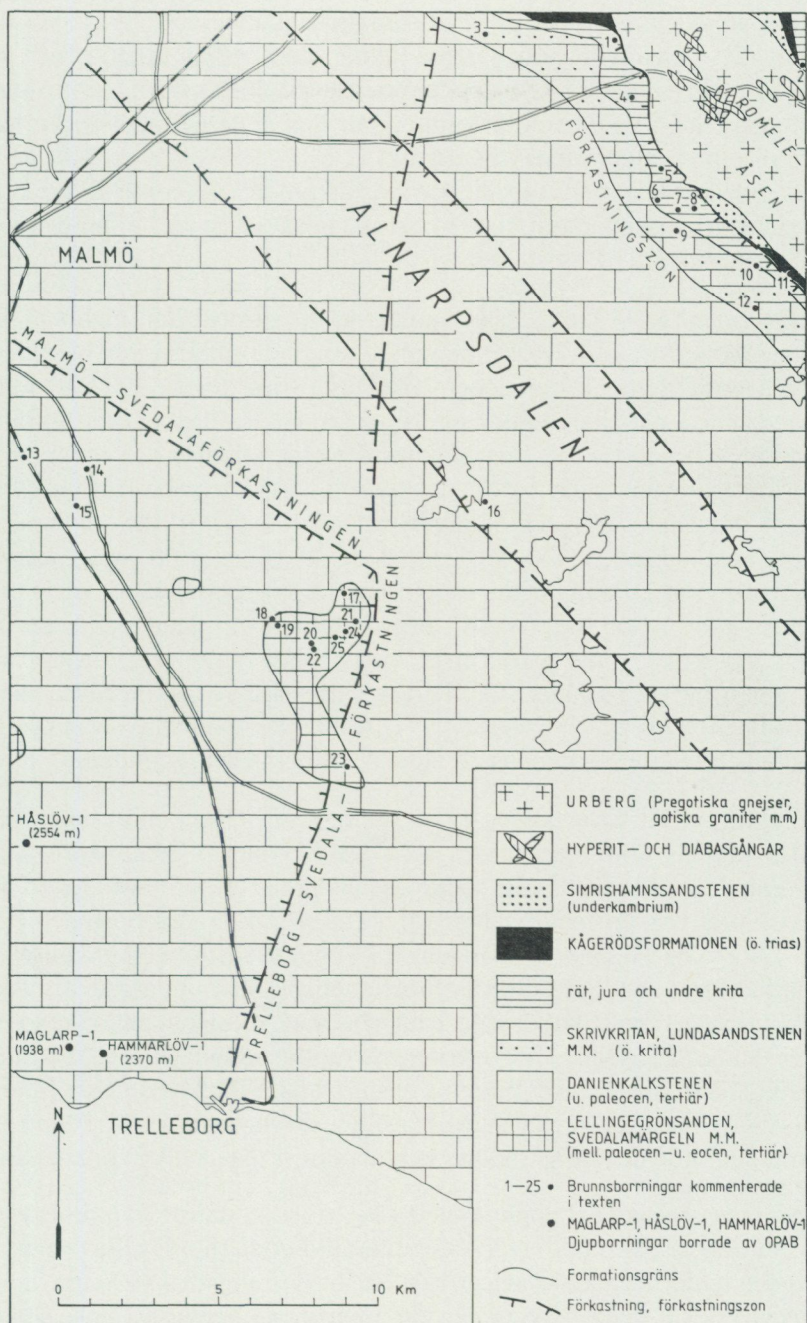 3
1
2
4
ROMELE-
ÅSEN
FÖRKASTNINGSZON
5
6
7-8
9
10
11
12
MALMÖ
ALNARPSDALEN
MALMÖ — SVEDALAFÖRKASTNINGEN
13
14
15
16
17
18
19
20
21
22
24
25
23
TRELLEBORG — SVEDALA-
FÖRKASTNINGEN
HÅSLÖV-1
(2554 m)
MAGLARP-1
(1938 m)
HAMMARLÖV-1
(2370 m)
TRELLEBORG
N
0 5 10 Km
URBERG (Pregotiska gnejser,
gotiska graniter m.m.)
HYPERIT— OCH DIABASGÅNGAR
SIMRISHAMNSSANDSTENEN
(underkambrium)
KÅGERÖDSFORMATIONEN (ö. trias)
rät, jura och undre krita
SKRIVKRITAN, LUNDASANDSTENEN
M.M. (ö. krita)
DANIENKALKSTENEN
(u. paleocen, tertiär)
LELLINGEGRÖNSANDEN,
SVEDALAMÄRGELN M.M.
(mell. paleocen—u. eocen, tertiär)
1—25 • Brunnsborrningar kommenterade
i texten
• MAGLARP-1, HÅSLÖV-1, HAMMARLÖV-1
Djupborrningar borrade av OPAB
Formationsgräns
Förkastning, förkastningszon